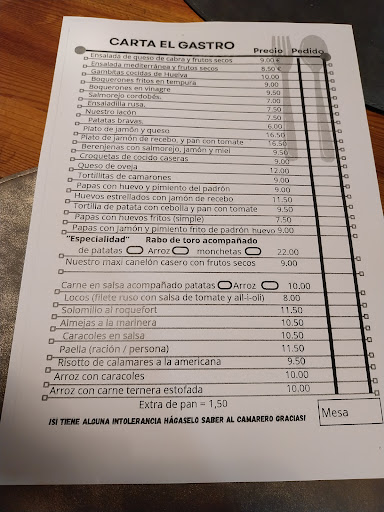 CARTA EL GASTRO Precio Pedido
Ensalada de queso de cabra y frutos secos 9.00 €
Ensalada mediterránea y frutos secos 8.50 €
Gambitas cocidas de Huelva 10.00
Boquerones fritos en tempura 9.00
Boquerones en vinagre 9.50
Salmorejo cordobés. 7.00
Ensaladilla rusa. 7.50
Nuestro lacón 7.50
Patatas bravas. 6.00
Plato de jamón y queso 16.50
Plato de jamón de recebo, y pan con tomate 16.50
Berenjenas con salmorejo, jamón y miel 9.50
Croquetas de cocido caseras 9.00
Queso de oveja 12.00
Tortillitas de camarones 9.00
Papas con huevo y pimiento del padrón 9.00
Huevos estrellados con jamón de recebo 11.50
Tortilla de patata con cebolla y pan con tomate 9.50
Papas con huevos fritos (simple) 7.50
Papas con jamón y pimiento frito de padrón huevo 9.00
"Especialidad" Rabo de toro acompañado
de patatas Arroz monchetas 22.00
Nuestro maxi canelón casero con frutos secos 9.00
Carne en salsa acompañado patatas Arroz 10.00
Locos (filete ruso con salsa de tomate y all-i-oli) 8.00
Solomillo al roquefort 11.50
Almejas a la marinera 10.50
Caracoles en salsa 10.50
Paella (ración / persona) 11.50
Risotto de calamares a la americana 9.50
Arroz con caracoles 10.00
Arroz con carne ternera estofada 10.00
Extra de pan = 1,50
Mesa
¡SI TIENE ALGUNA INTOLERANCIA HÁGASELO SABER AL CAMARERO GRACIAS!